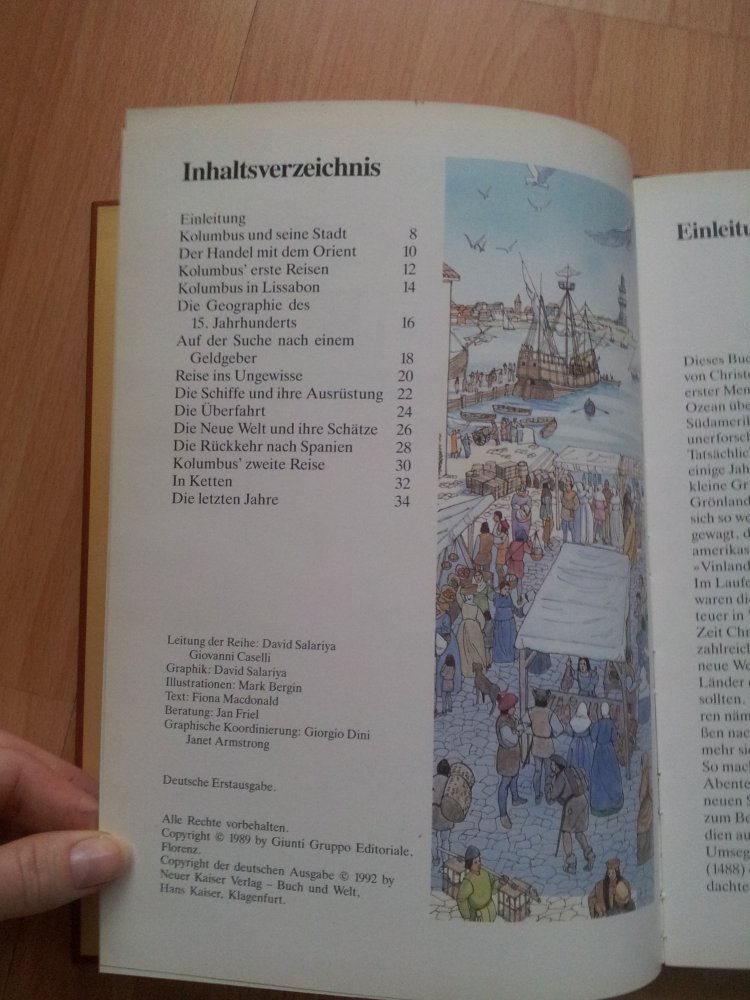 Inhaltsverzeichnis
Einleitung
Kolumbus und seine Stadt 8
Der Handel mit dem Orient 10
Kolumbus' erste Reisen 12
Kolumbus in Lissabon 14
Die Geographie des
15. Jahrhunderts 16
Auf der Suche nach einem
Geldgeber 18
Reise ins Ungewisse 20
Die Schiffe und ihre Ausrüstung 22
Die Überfahrt 24
Die Neue Welt und ihre Schätze 26
Die Rückkehr nach Spanien 28
Kolumbus' zweite Reise 30
In Ketten 32
Die letzten Jahre 34
Leitung der Reihe: David Salariya
Giovanni Caselli
Graphik: David Salariya
Illustrationen: Mark Bergin
Text: Fiona Macdonald
Beratung: Jan Friel
Graphische Koordinierung: Giorgio Dini
Janet Armstrong
Deutsche Erstausgabe.
Alle Rechte vorbehalten.
Copyright © 1989 by Giunti Gruppo Editoriale,
Florenz.
Copyright der deutschen Ausgabe © 1992 by
Neuer Kaiser Verlag – Buch und Welt,
Hans Kaiser, Klagenfurt.
Einleitu
Dieses Buc
von Christo
erster Men
Ozean übe
Südamerik
unerforsch
Tatsächlic
einige Jah
kleine Gr
Grönland
sich so we
gewagt, d
amerikas
»Vinland
Im Laufe
waren die
teuer in
Zeit Chr
zahlreich
neue We
Länder
sollten.
ren näm
ßen nac
mehr sic
So mach
Abente
neuen S
zum Be
dien au
Umseg
(1488)
dachte